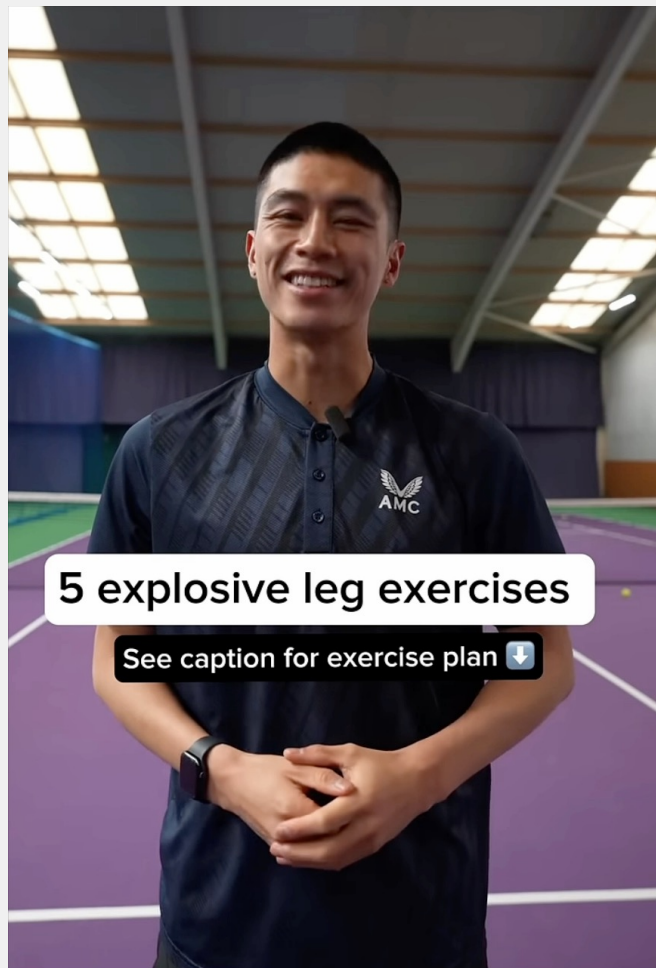 AMC
5 explosive leg exercises
See caption for exercise plan ⬇️